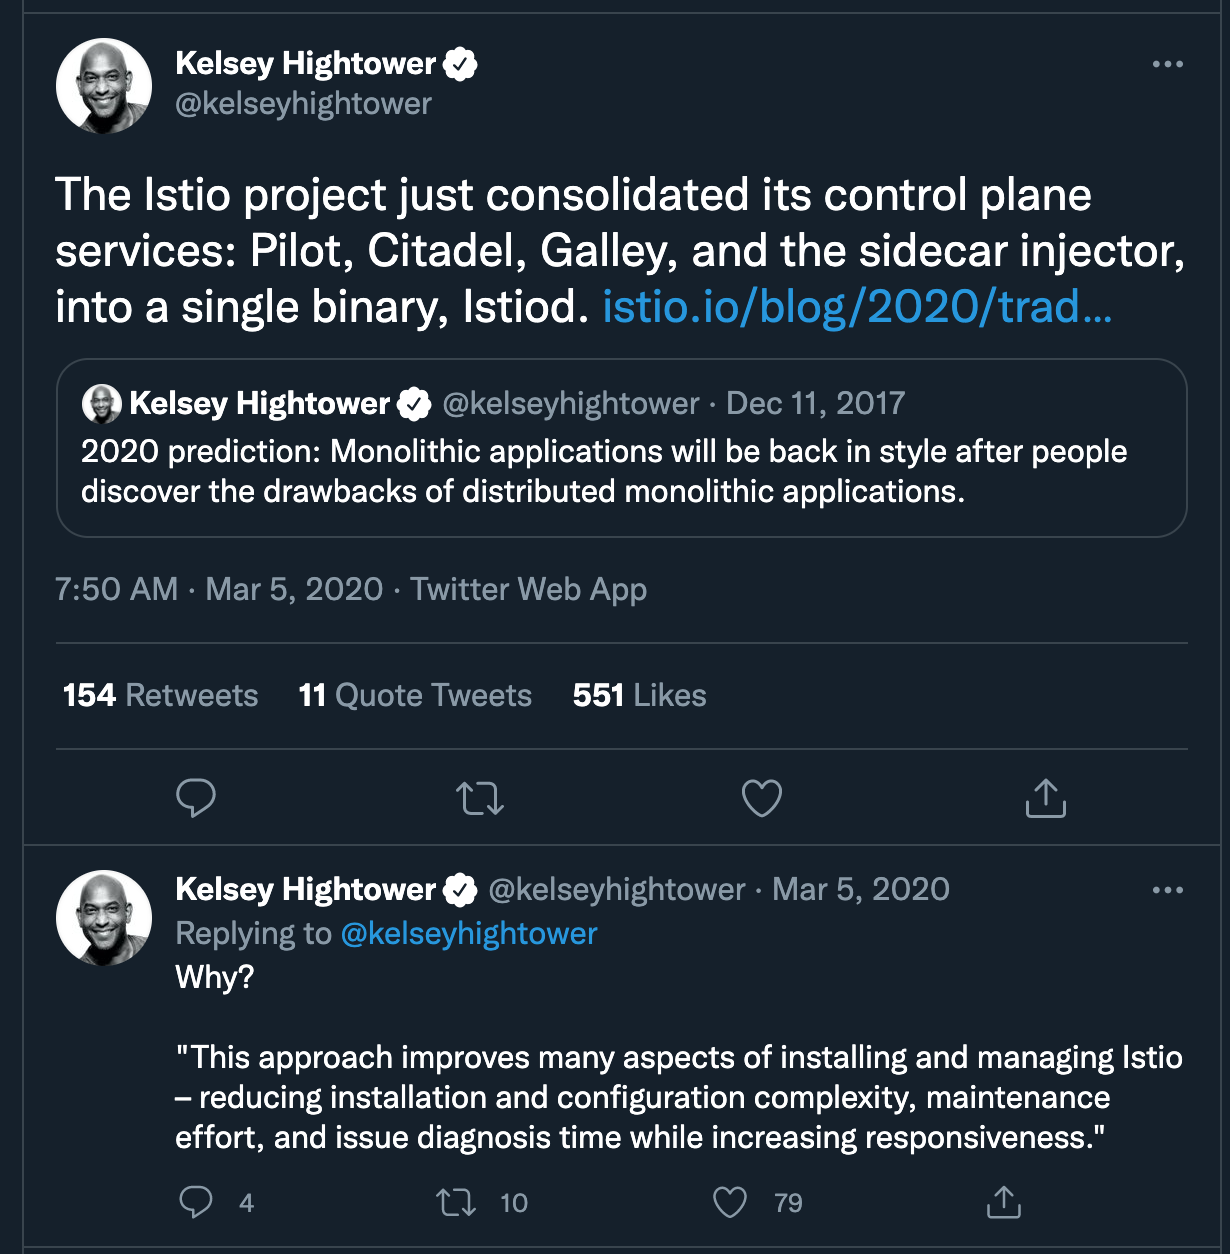 Kelsey Hightower
@kelseyhightower
The Istio project just consolidated its control plane
services: Pilot, Citadel, Galley, and the sidecar injector,
into a single binary, Istiod. istio.io/blog/2020/trad…
Kelsey Hightower @kelseyhightower · Dec 11, 2017
2020 prediction: Monolithic applications will be back in style after people
discover the drawbacks of distributed monolithic applications.
7:50 AM · Mar 5, 2020 · Twitter Web App
154 Retweets 11 Quote Tweets 551 Likes
Kelsey Hightower @kelseyhightower · Mar 5, 2020
Replying to @kelseyhightower
Why?
"This approach improves many aspects of installing and managing Istio
– reducing installation and configuration complexity, maintenance
effort, and issue diagnosis time while increasing responsiveness."
4 10 79